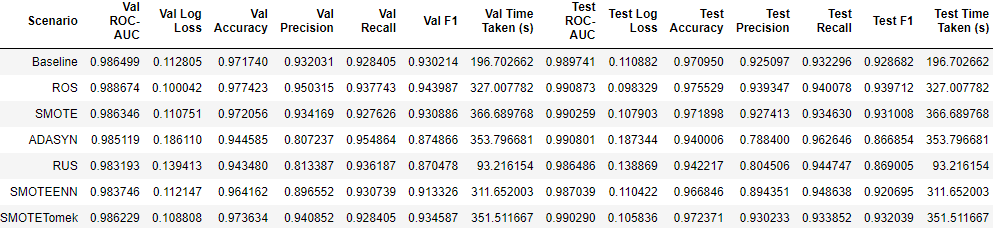 Scenario Val ROC-AUC Val Log Loss Val Accuracy Val Precision Val Recall Val F1 Val Time Taken (s) Test ROC-AUC Test Log Loss Test Accuracy Test Precision Test Recall Test F1 Test Time Taken (s)
Baseline 0.986499 0.112805 0.971740 0.932031 0.928405 0.930214 196.702662 0.989741 0.110882 0.970950 0.925097 0.932296 0.928682 196.702662
ROS 0.988674 0.100042 0.977423 0.950315 0.937743 0.943987 327.007782 0.990873 0.098329 0.975529 0.939347 0.940078 0.939712 327.007782
SMOTE 0.986346 0.110751 0.972056 0.934169 0.927626 0.930886 366.689768 0.990259 0.107903 0.971898 0.927413 0.934630 0.931008 366.689768
ADASYN 0.985119 0.186110 0.944585 0.807237 0.954864 0.874866 353.796681 0.990801 0.187344 0.940006 0.788400 0.962646 0.866854 353.796681
RUS 0.983193 0.139413 0.943480 0.813387 0.936187 0.870478 93.216154 0.986486 0.138869 0.942217 0.804506 0.944747 0.869005 93.216154
SMOTEENN 0.983746 0.112147 0.964162 0.896552 0.930739 0.913326 311.652003 0.987039 0.110422 0.966846 0.894351 0.948638 0.920695 311.652003
SMOTETomek 0.986229 0.108808 0.973634 0.940852 0.928405 0.934587 351.511667 0.990290 0.105836 0.972371 0.930233 0.933852 0.932039 351.511667